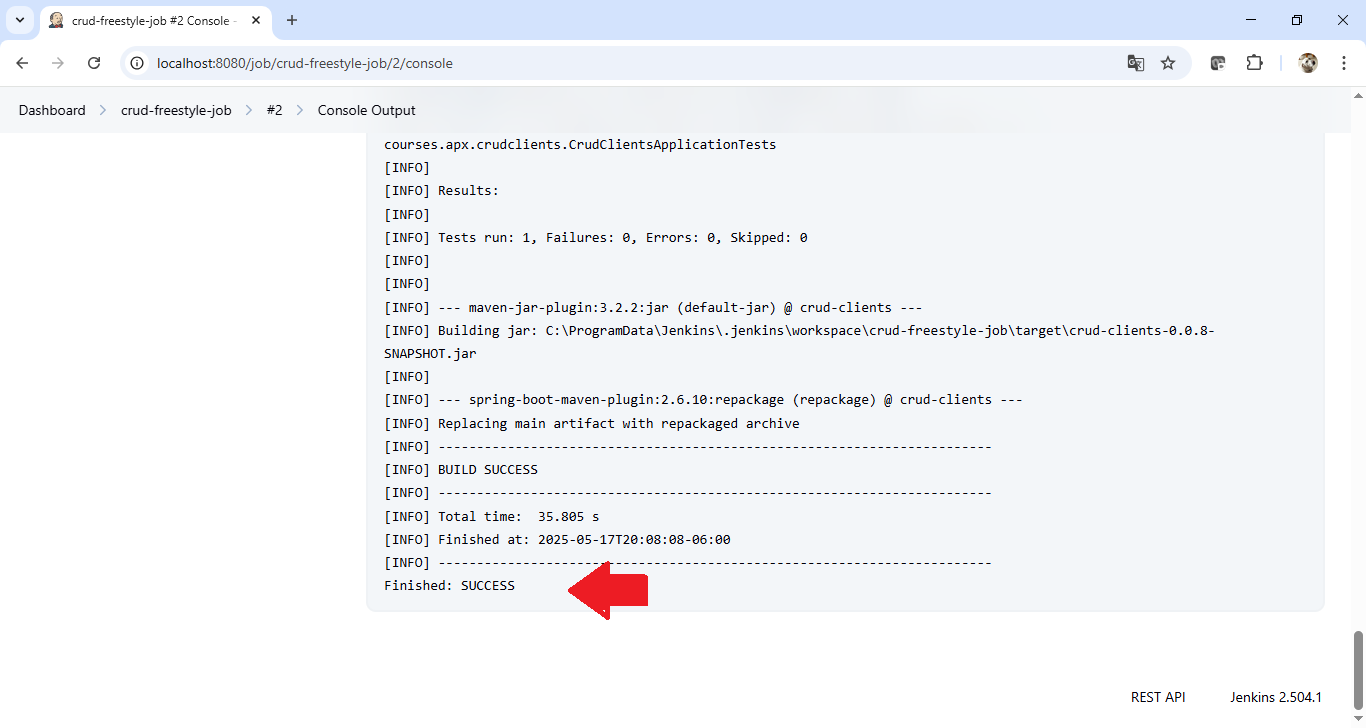 crud-freestyle-job #2 Console -
localhost:8080/job/crud-freestyle-job/2/console
Dashboard crud-freestyle-job #2 Console Output
courses.apx.crudclients.CrudClientsApplicationTests
[INFO]
[INFO] Results:
[INFO]
[INFO] Tests run: 1, Failures: 0, Errors: 0, Skipped: 0
[INFO]
[INFO]
[INFO] --- maven-jar-plugin:3.2.2:jar (default-jar) @ crud-clients ---
[INFO] Building jar: C:\ProgramData\Jenkins\.jenkins\workspace\crud-freestyle-job\target\crud-clients-0.0.8-
SNAPSHOT.jar
[INFO]
[INFO] --- spring-boot-maven-plugin:2.6.10:repackage (repackage) @ crud-clients ---
[INFO] Replacing main artifact with repackaged archive
[INFO] ------------------------------------------------------------------------
[INFO] BUILD SUCCESS
[INFO] ------------------------------------------------------------------------
[INFO] Total time:  35.805 s
[INFO] Finished at: 2025-05-17T20:08:08-06:00
[INFO] ------------------------------------------------------------------------
Finished: SUCCESS
REST API Jenkins 2.504.1